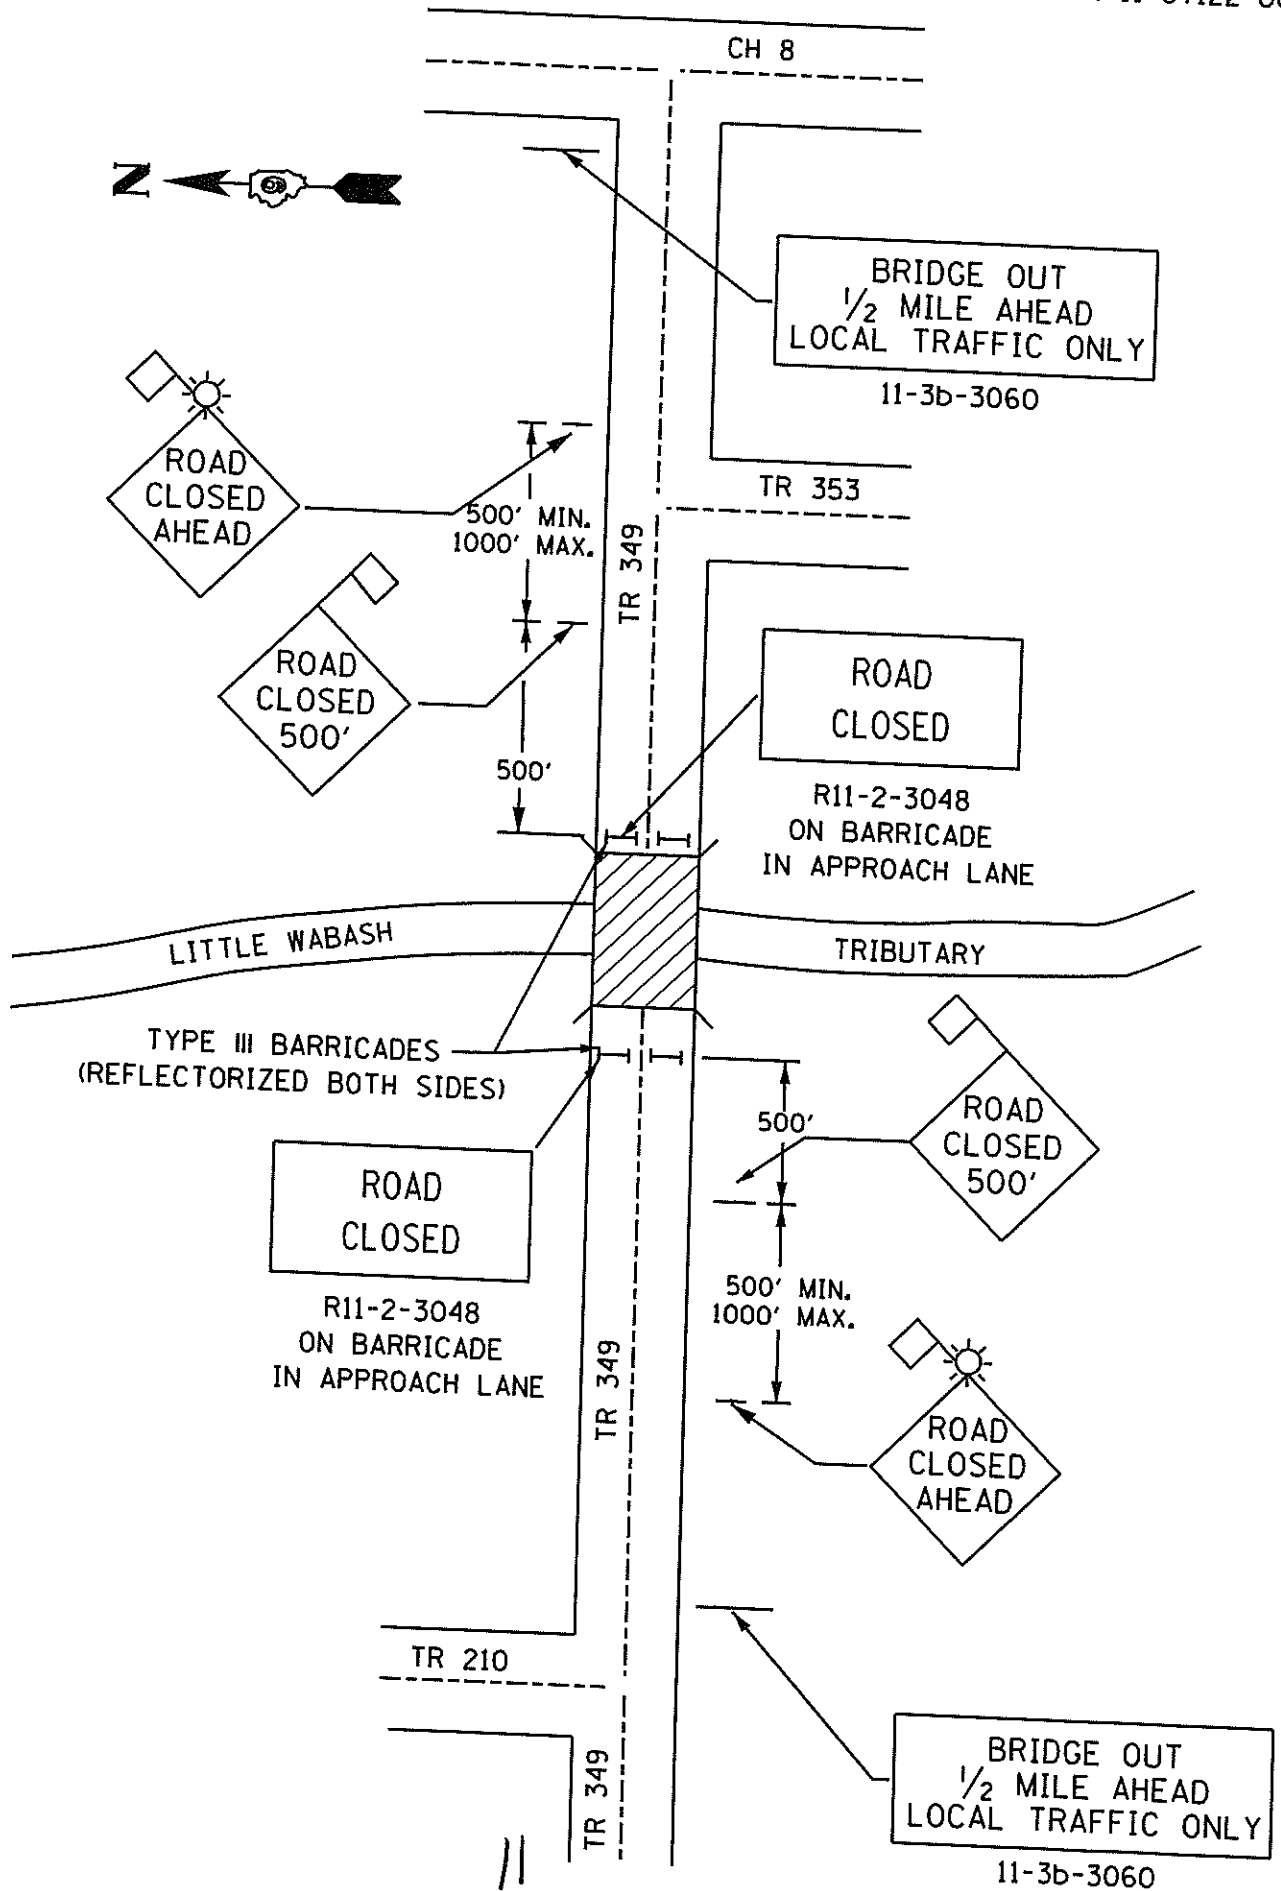 CH 8
N
BRIDGE OUT
1/2 MILE AHEAD
LOCAL TRAFFIC ONLY
11-3b-3060
ROAD
CLOSED
AHEAD
TR 353
500' MIN.
1000' MAX.
TR 349
ROAD
CLOSED
500'
ROAD
CLOSED
500'
R11-2-3048
ON BARRICADE
IN APPROACH LANE
LITTLE WABASH
TRIBUTARY
TYPE III BARRICADES
(REFLECTORIZED BOTH SIDES)
500'
ROAD
CLOSED
500'
ROAD
CLOSED
R11-2-3048
ON BARRICADE
IN APPROACH LANE
500' MIN.
1000' MAX.
TR 349
ROAD
CLOSED
AHEAD
TR 210
TR 349
BRIDGE OUT
1/2 MILE AHEAD
LOCAL TRAFFIC ONLY
11-3b-3060
11